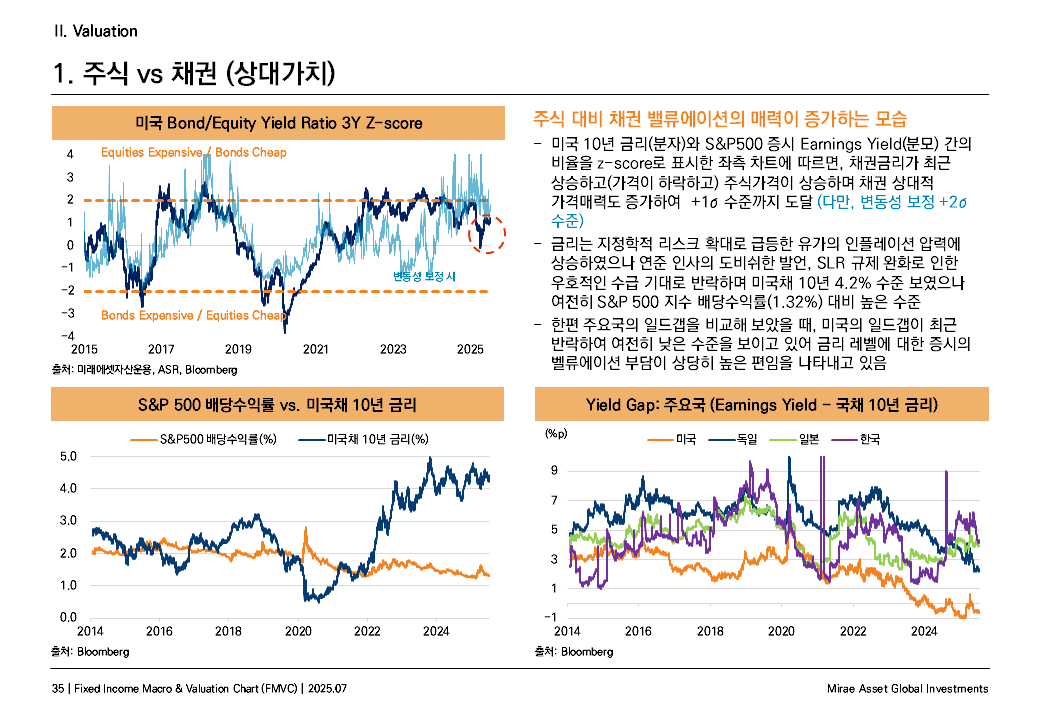 II. Valuation
1. 주식 vs 채권 (상대가치)
미국 Bond/Equity Yield Ratio 3Y Z-score
Equities Expensive / Bonds Cheap
4
3
2
1
0
-1
-2
-3
-4
변동성 보정 시
Bonds Expensive / Equities Cheap
2015 2017 2019 2021 2023 2025
출처: 미래에셋자산운용, ASR, Bloomberg
주식 대비 채권 밸류에이션의 매력이 증가하는 모습
– 미국 10년 금리(분자)와 S&P500 증시 Earnings Yield(분모) 간의
비율을 z-score로 표시한 좌측 차트에 따르면, 채권금리가 최근
상승하고(가격이 하락하고) 주식가격이 상승하며 채권 상대적
가격매력도 증가하여 +1σ 수준까지 도달 (다만, 변동성 보정 +2σ
수준)
– 금리는 지정학적 리스크 확대로 급등한 유가의 인플레이션 압력에
상승하였으나 연준 인사의 도비쉬한 발언, SLR 규제 완화로 인한
우호적인 수급 기대로 반락하며 미국채 10년 4.2% 수준 보였으나
여전히 S&P 500 지수 배당수익률(1.32%) 대비 높은 수준
– 한편 주요국의 일드갭을 비교해 보았을 때, 미국의 일드갭이 최근
반락하여 여전히 낮은 수준을 보이고 있어 금리 레벨에 대한 증시의
벨류에이션 부담이 상당히 높은 편임을 나타내고 있음
S&P 500 배당수익률 vs. 미국채 10년 금리
S&P500 배당수익률(%) 미국채 10년 금리(%)
5.0
4.0
3.0
2.0
1.0
0.0
2014 2016 2018 2020 2022 2024
출처: Bloomberg
Yield Gap: 주요국 (Earnings Yield – 국채 10년 금리)
(%p)
미국 독일 일본 한국
9
7
5
3
1
-1
2014 2016 2018 2020 2022 2024
출처: Bloomberg
35 | Fixed Income Macro & Valuation Chart (FMVC) | 2025.07
Mirae Asset Global Investments